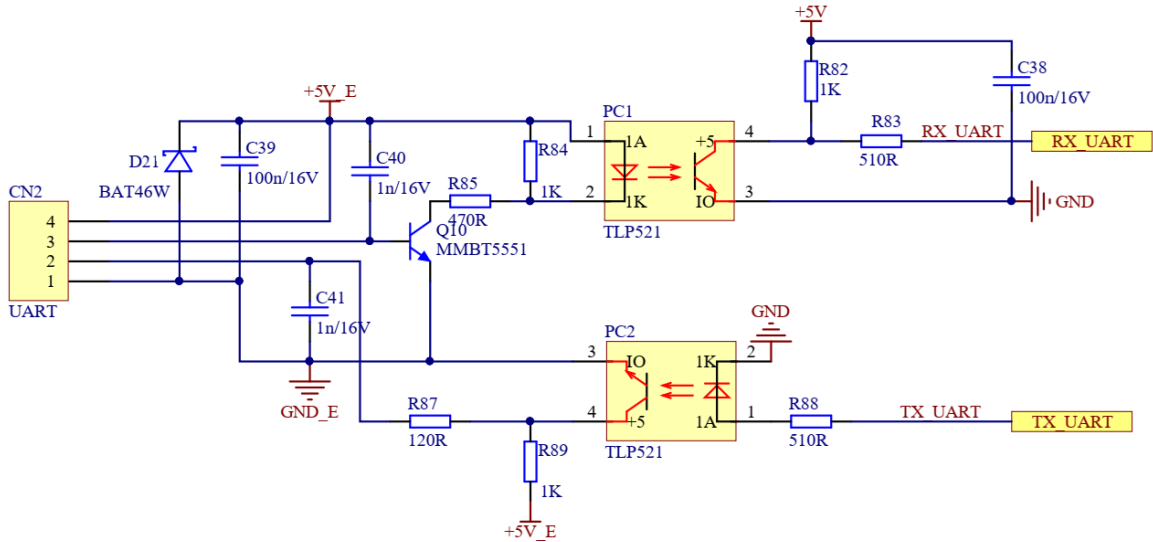 +5V
+5V_E
R82
1K
C38
100n/16V
PC1
R83
RX_UART
RX_UART
510R
1
1A
+5
4
D21
BAT46W
C39
100n/16V
C40
1n/16V
R84
1K
R85
470R
2
1K
IO
3
GND
TLP521
CN2
4
3
2
1
UART
Q10
MMBT5551
C41
1n/16V
GND_E
PC2
GND
3
IO
1K
2
R87
120R
4
+5
1A
1
R88
510R
TX_UART
TX_UART
TLP521
R89
1K
+5V_E